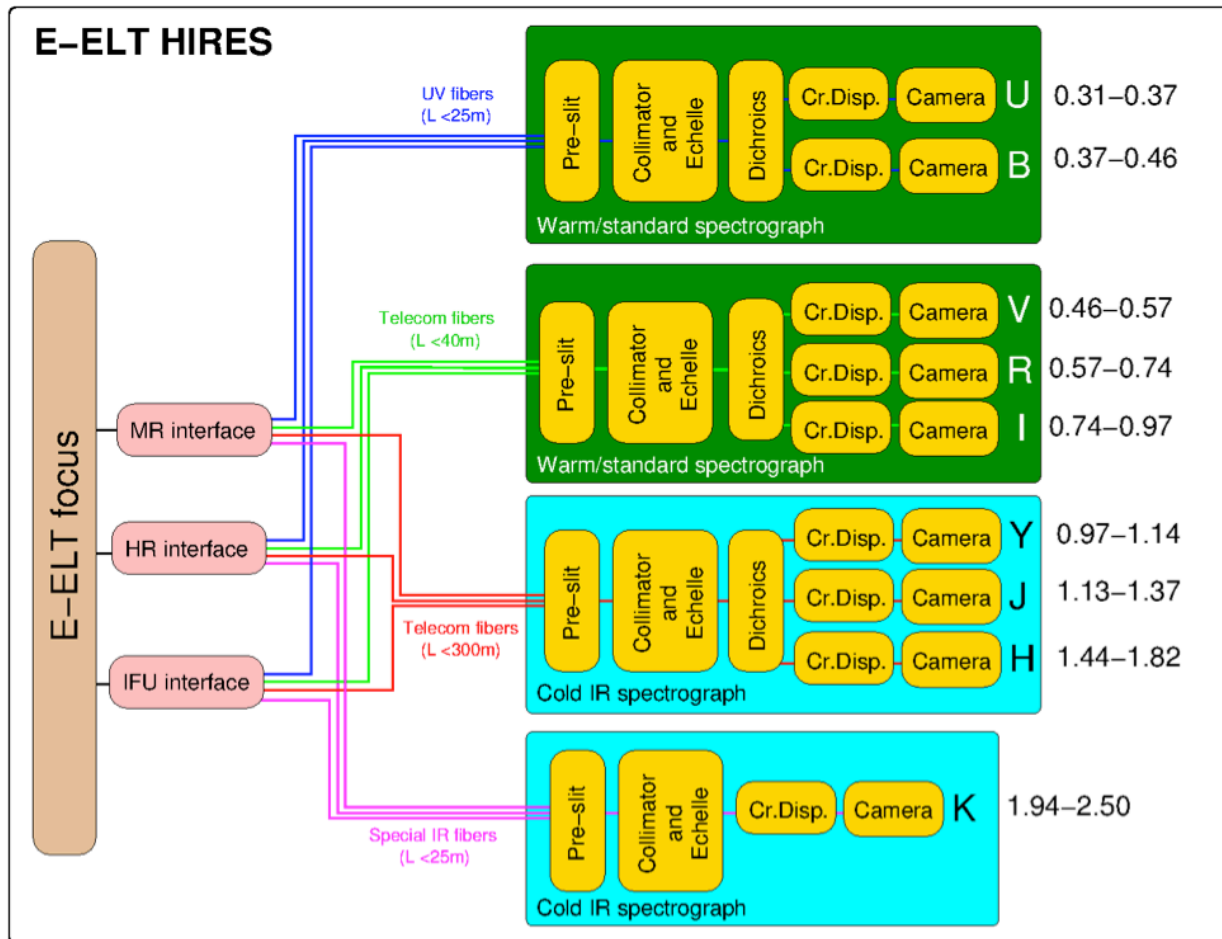 E-ELT HIRES
E-ELT focus
MR interface
HR interface
IFU interface
UV fibers
(L <25m)
Telecom fibers
(L <40m)
Telecom fibers
(L <300m)
Special IR fibers
(L <25m)
Pre-slit
Collimator
and
Echelle
Dichroics
Cr.Disp. Camera U 0.31-0.37
Cr.Disp. Camera B 0.37-0.46
Warm/standard spectrograph
Pre-slit
Collimator
and
Echelle
Dichroics
Cr.Disp. Camera V 0.46-0.57
Cr.Disp. Camera R 0.57-0.74
Cr.Disp. Camera I 0.74-0.97
Warm/standard spectrograph
Pre-slit
Collimator
and
Echelle
Dichroics
Cr.Disp. Camera Y 0.97-1.14
Cr.Disp. Camera J 1.13-1.37
Cr.Disp. Camera H 1.44-1.82
Cold IR spectrograph
Pre-slit
Collimator
and
Echelle
Cr.Disp. Camera K 1.94-2.50
Cold IR spectrograph